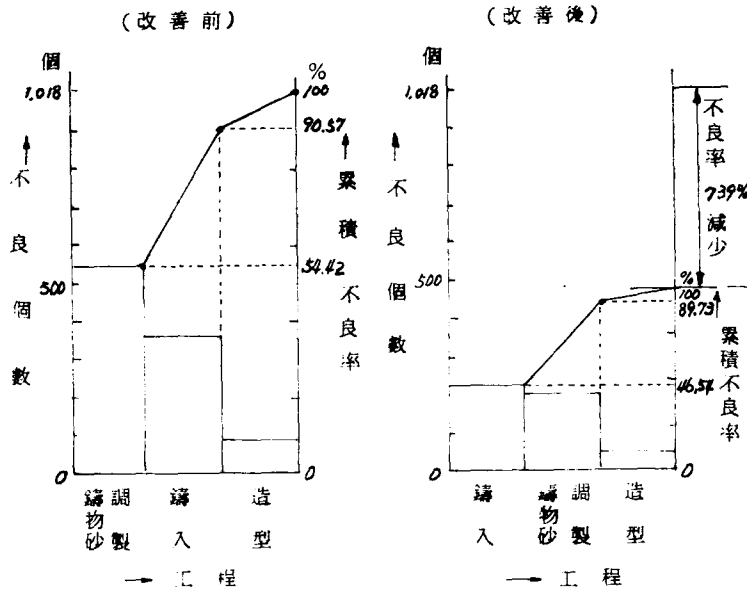 (改善前)
個
1,018
500
0
不良個數
%
100
90.57
54.42
0
累積不良率
鑄物砂調製
鑄入
造型
工程
(改善後)
個
1,018
500
0
不良個數
不良率
739%
減少
%
100
89.73
46.54
0
累積不良率
鑄入
鑄物砂調製
造型
工程